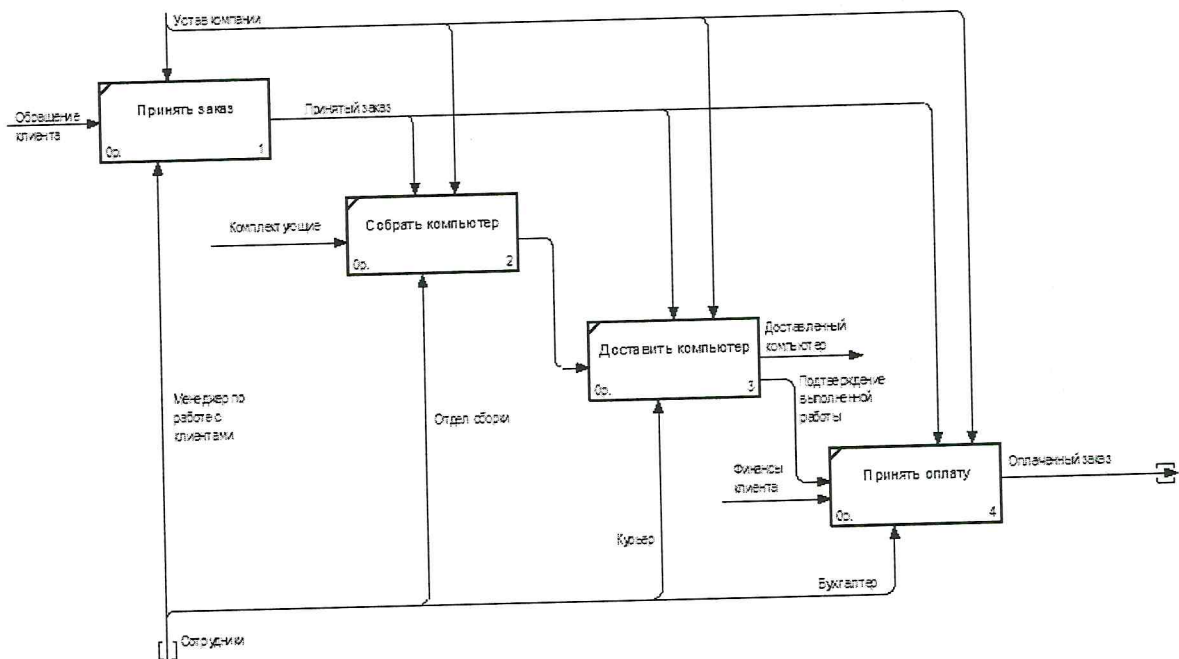 Устав компании
Принять заказ
0р.
1
Обращение
клиента
Принятый заказ
Комплектующие
Собрать компьютер
0р.
2
Доставить компьютер
0р.
3
Доставленный
компьютер
Подтверждение
выполненной
работы
Менеджер по
работе с
клиентами
Отдел сборки
Финансы
клиента
Принять оплату
0р.
4
Оплаченный заказ
Курьер
Бухгалтер
Сотрудники